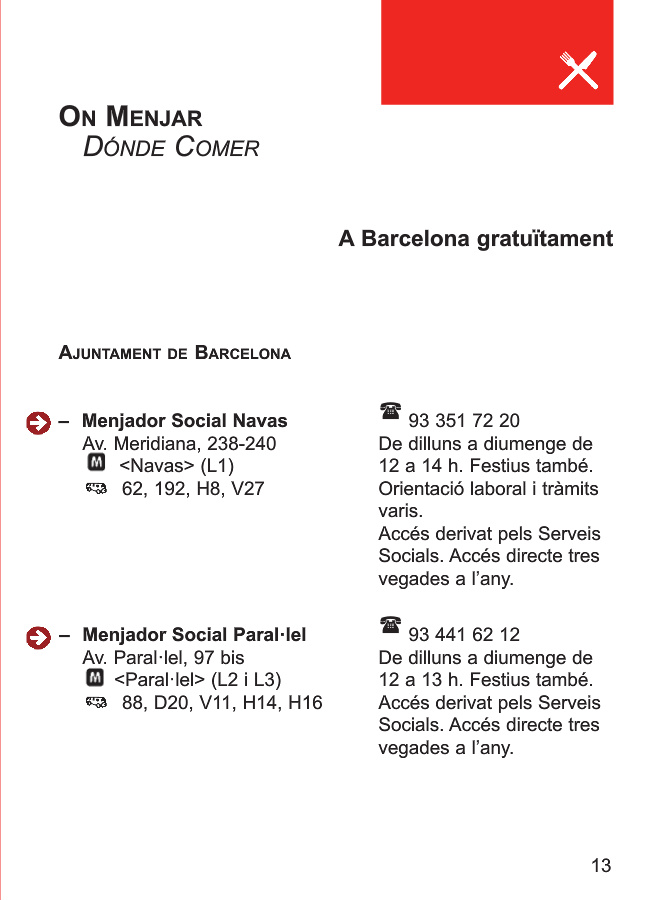 ON MENJAR
DÓNDE COMER
A Barcelona gratuïtament
AJUNTAMENT DE BARCELONA
– Menjador Social Navas
Av. Meridiana, 238-240
M <Navas> (L1)
62, 192, H8, V27
☎ 93 351 72 20
De dilluns a diumenge de
12 a 14 h. Festius també.
Orientació laboral i tràmits
varis.
Accés derivat pels Serveis
Socials. Accés directe tres
vegades a l’any.
– Menjador Social Paral·lel
Av. Paral·lel, 97 bis
M <Paral·lel> (L2 i L3)
88, D20, V11, H14, H16
☎ 93 441 62 12
De dilluns a diumenge de
12 a 13 h. Festius també.
Accés derivat pels Serveis
Socials. Accés directe tres
vegades a l’any.
13